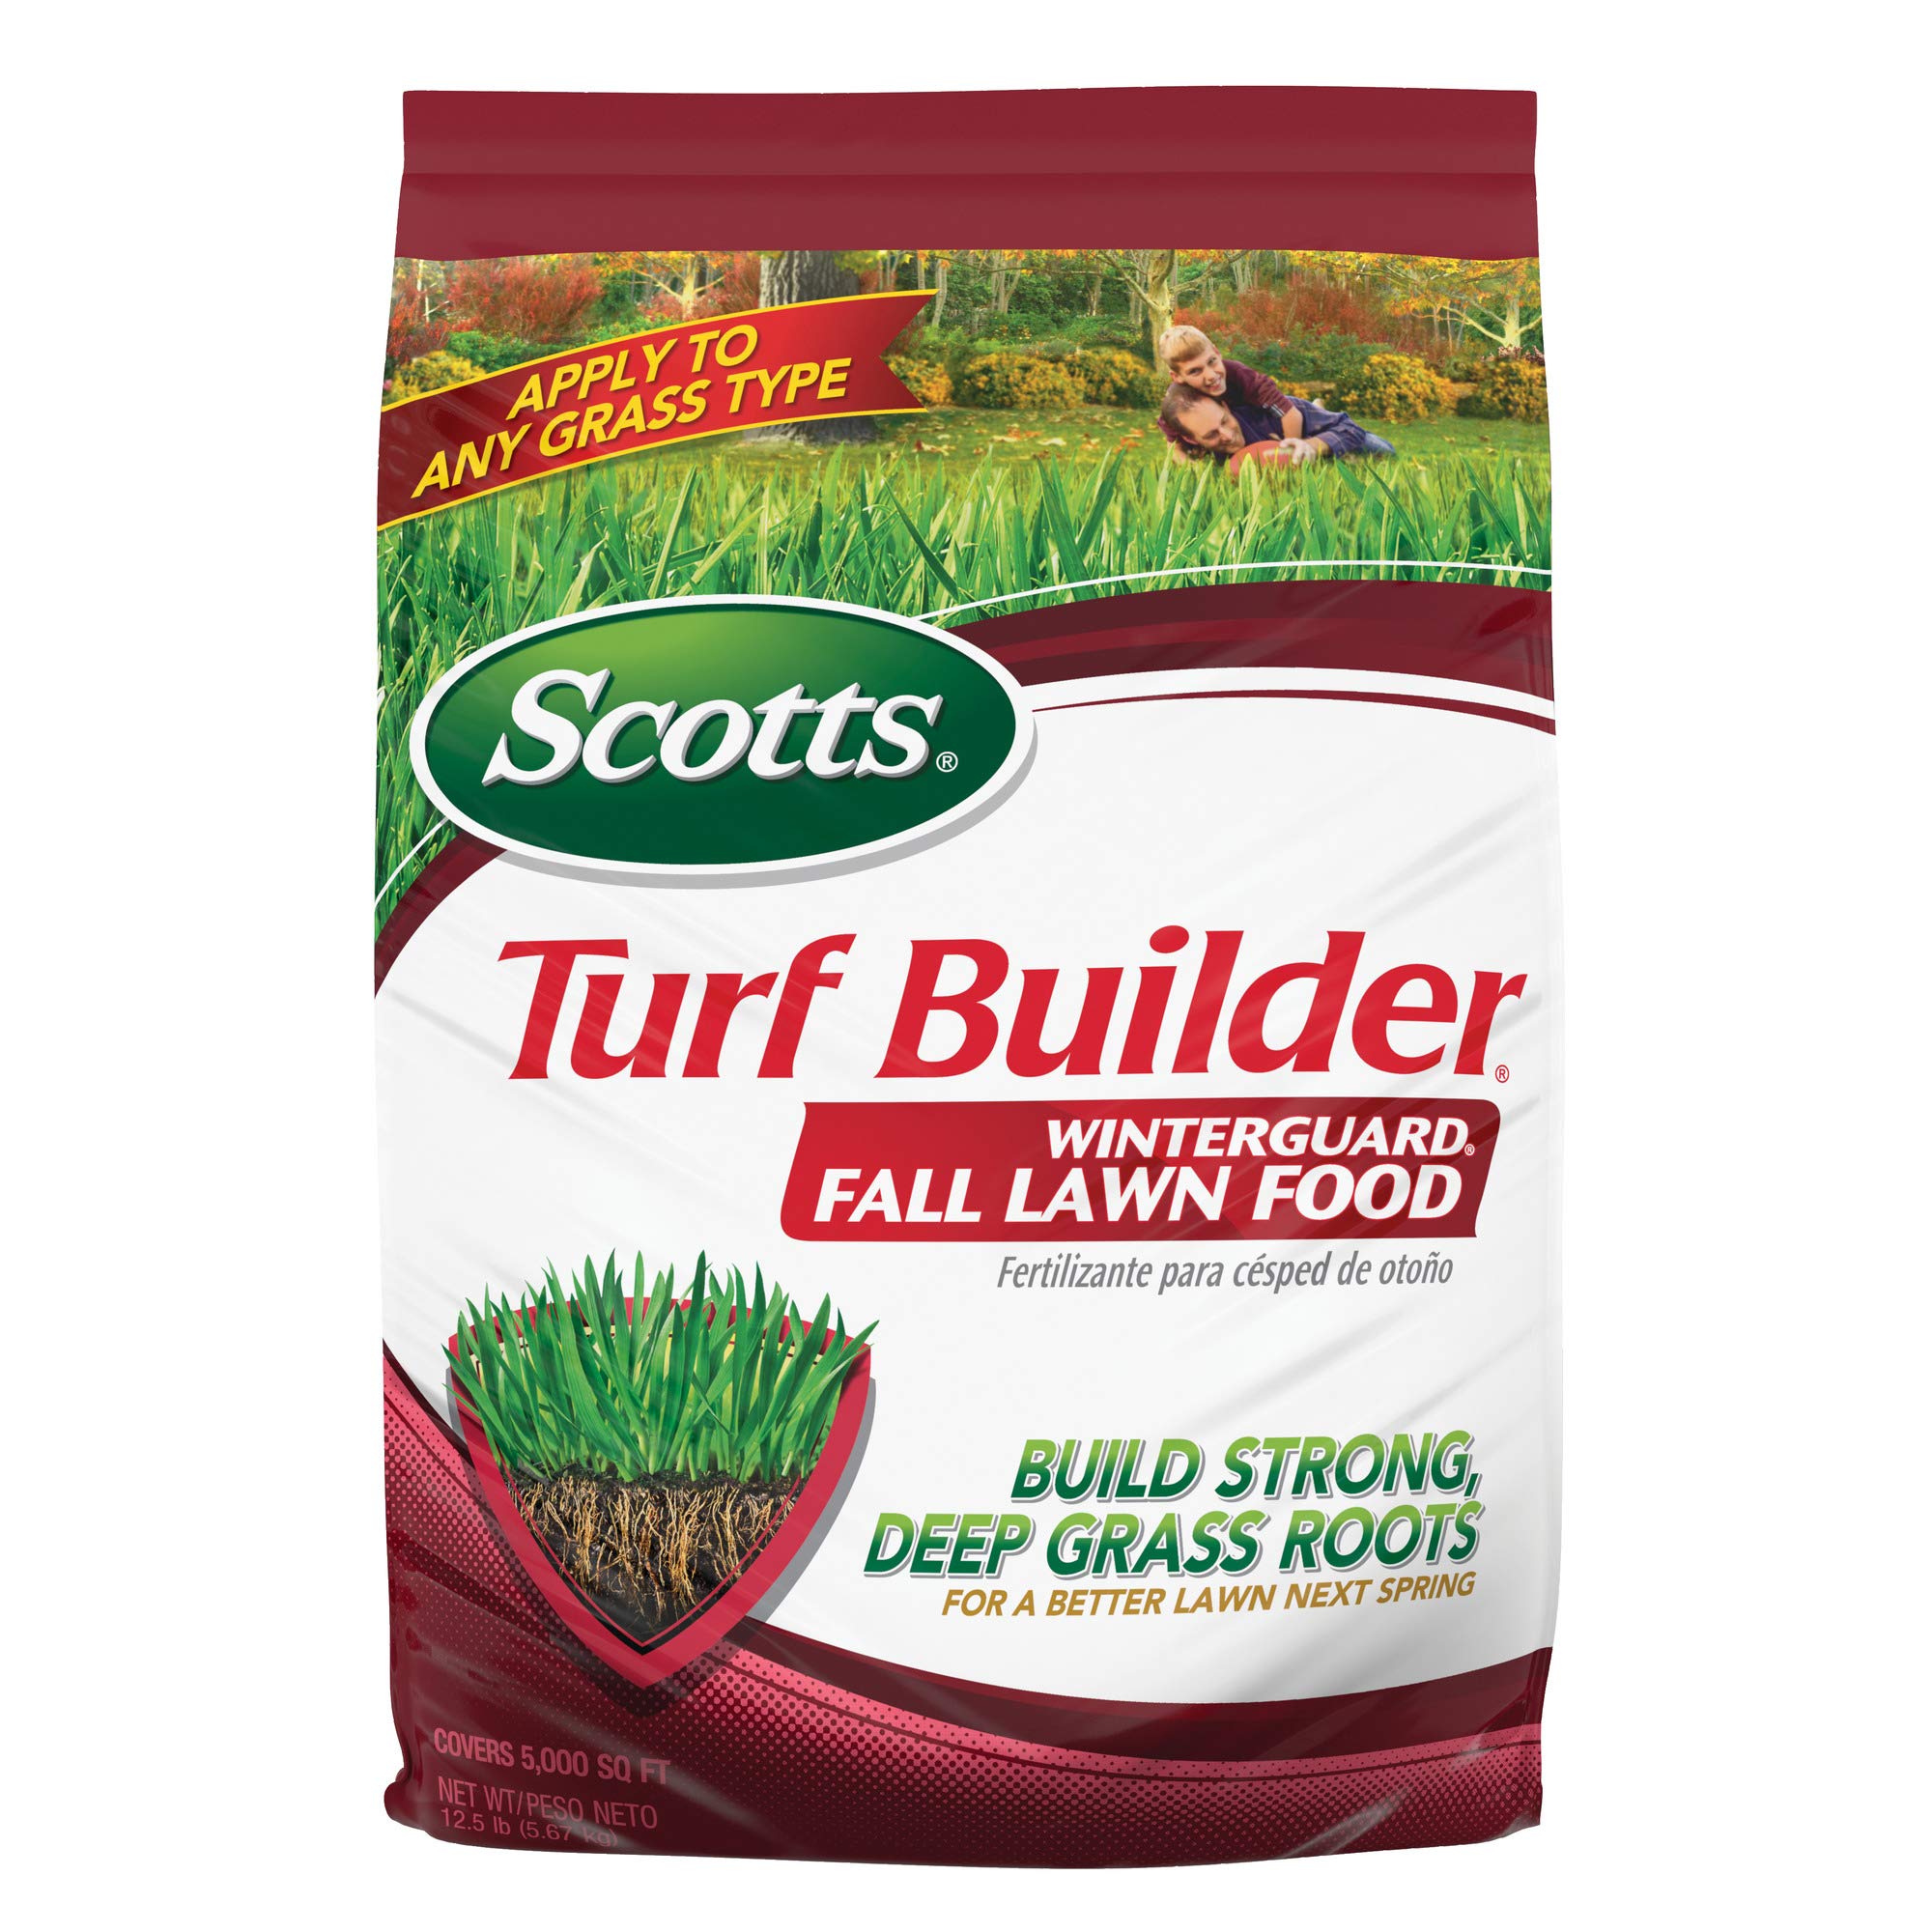 APPLY TO
ANY GRASS TYPE
Scotts®
Turf Builder®
WINTERGUARD®
FALL LAWN FOOD
Fertilizante para césped de otoño
BUILD STRONG,
DEEP GRASS ROOTS
FOR A BETTER LAWN NEXT SPRING
COVERS 5,000 SQ FT
NET WT/PESO NETO
12.5 lb (5.67 kg)